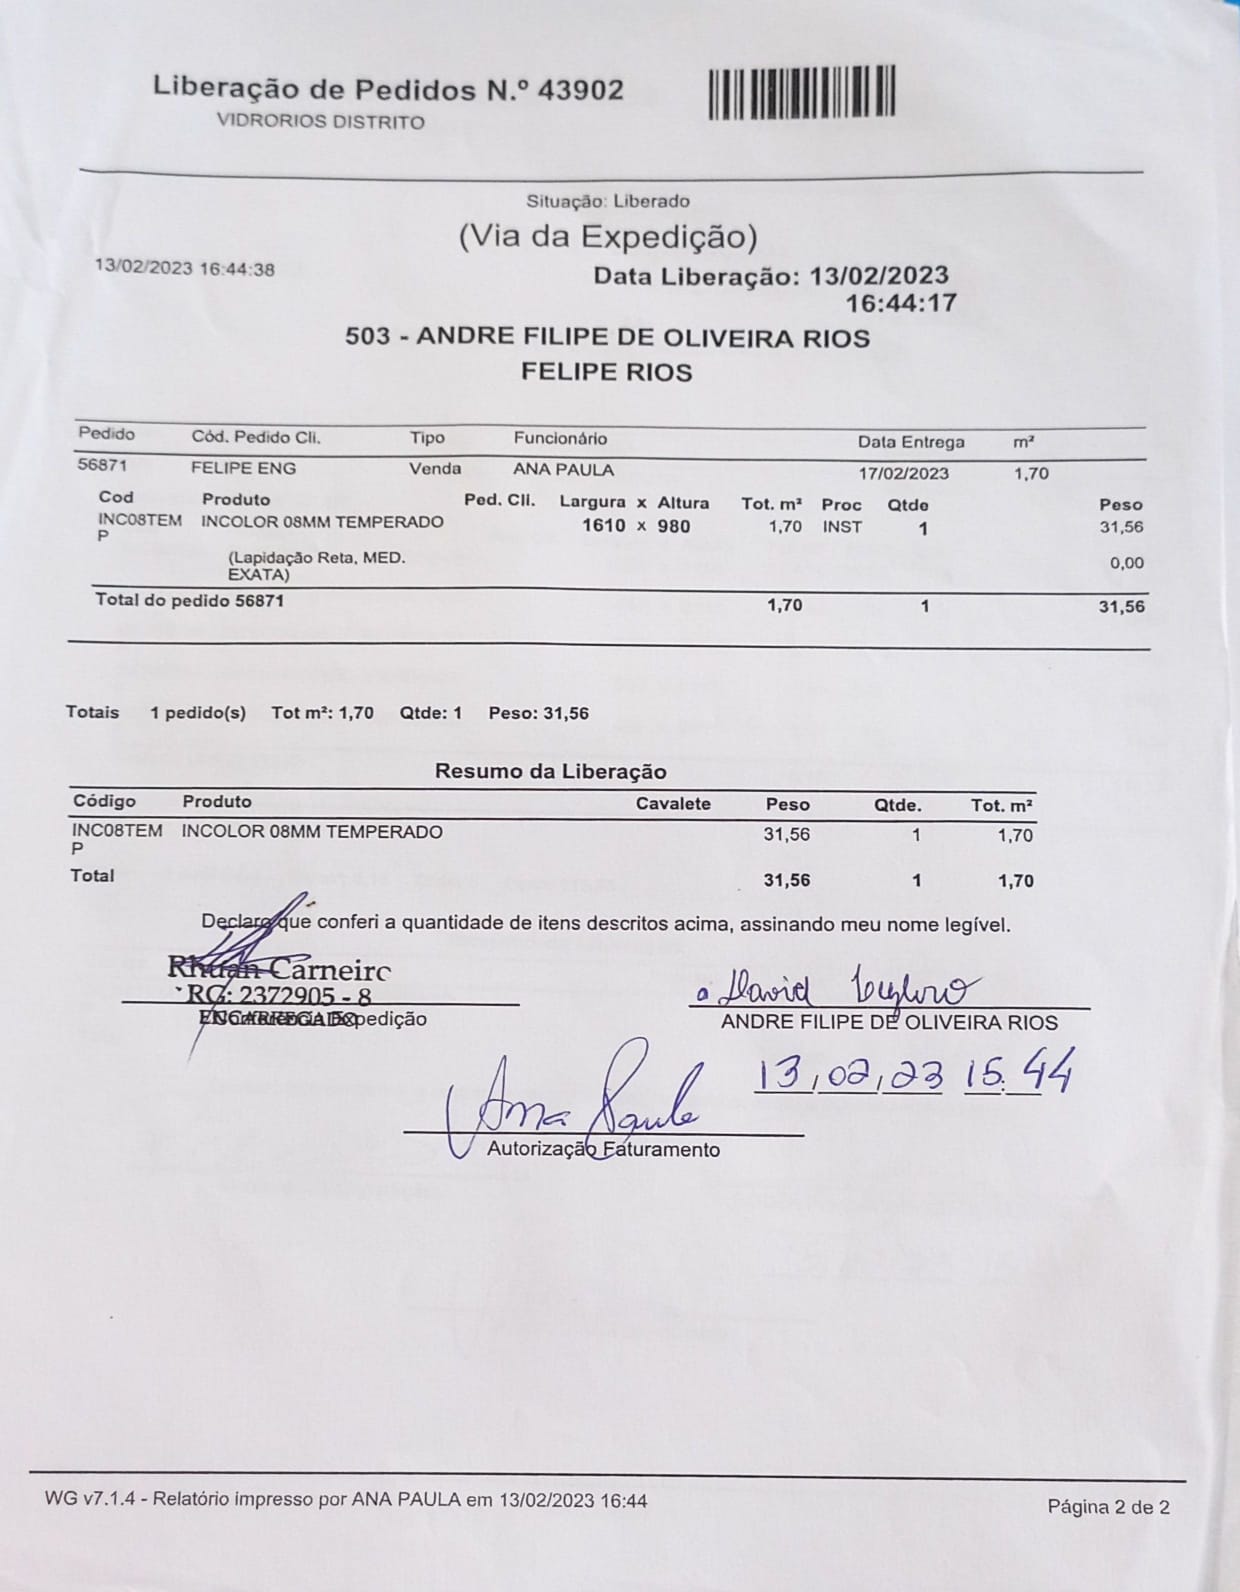 Liberação de Pedidos N.º 43902
VIDRORIOS DISTRITO
Situação: Liberado
(Via da Expedição)
13/02/2023 16:44:38
Data Liberação: 13/02/2023
16:44:17
503 - ANDRE FILIPE DE OLIVEIRA RIOS
FELIPE RIOS
Pedido Cód. Pedido Cli. Tipo Funcionário Data Entrega m²
56871 FELIPE ENG Venda ANA PAULA 17/02/2023 1,70
Cod Produto Ped. Cli. Largura x Altura Tot. m² Proc Qtde Peso
INC08TEM INCOLOR 08MM TEMPERADO 1610 x 980 1,70 INST 1 31,56
P
(Lapidação Reta, MED. 0,00
EXATA)
Total do pedido 56871 1,70 1 31,56
Totais 1 pedido(s) Tot m²: 1,70 Qtde: 1 Peso: 31,56
Resumo da Liberação
Código Produto Cavalete Peso Qtde. Tot. m²
INC08TEM INCOLOR 08MM TEMPERADO 31,56 1 1,70
P
Total 31,56 1 1,70
Declaro que conferi a quantidade de itens descritos acima, assinando meu nome legível.
Rhuan Carneiro
RG: 2372905 - 8
David
ENCARREGADO Expedição
ANDRE FILIPE DE OLIVEIRA RIOS
13,02,23 15:44
Ana Paula
Autorização Faturamento
WG v7.1.4 - Relatório impresso por ANA PAULA em 13/02/2023 16:44
Página 2 de 2